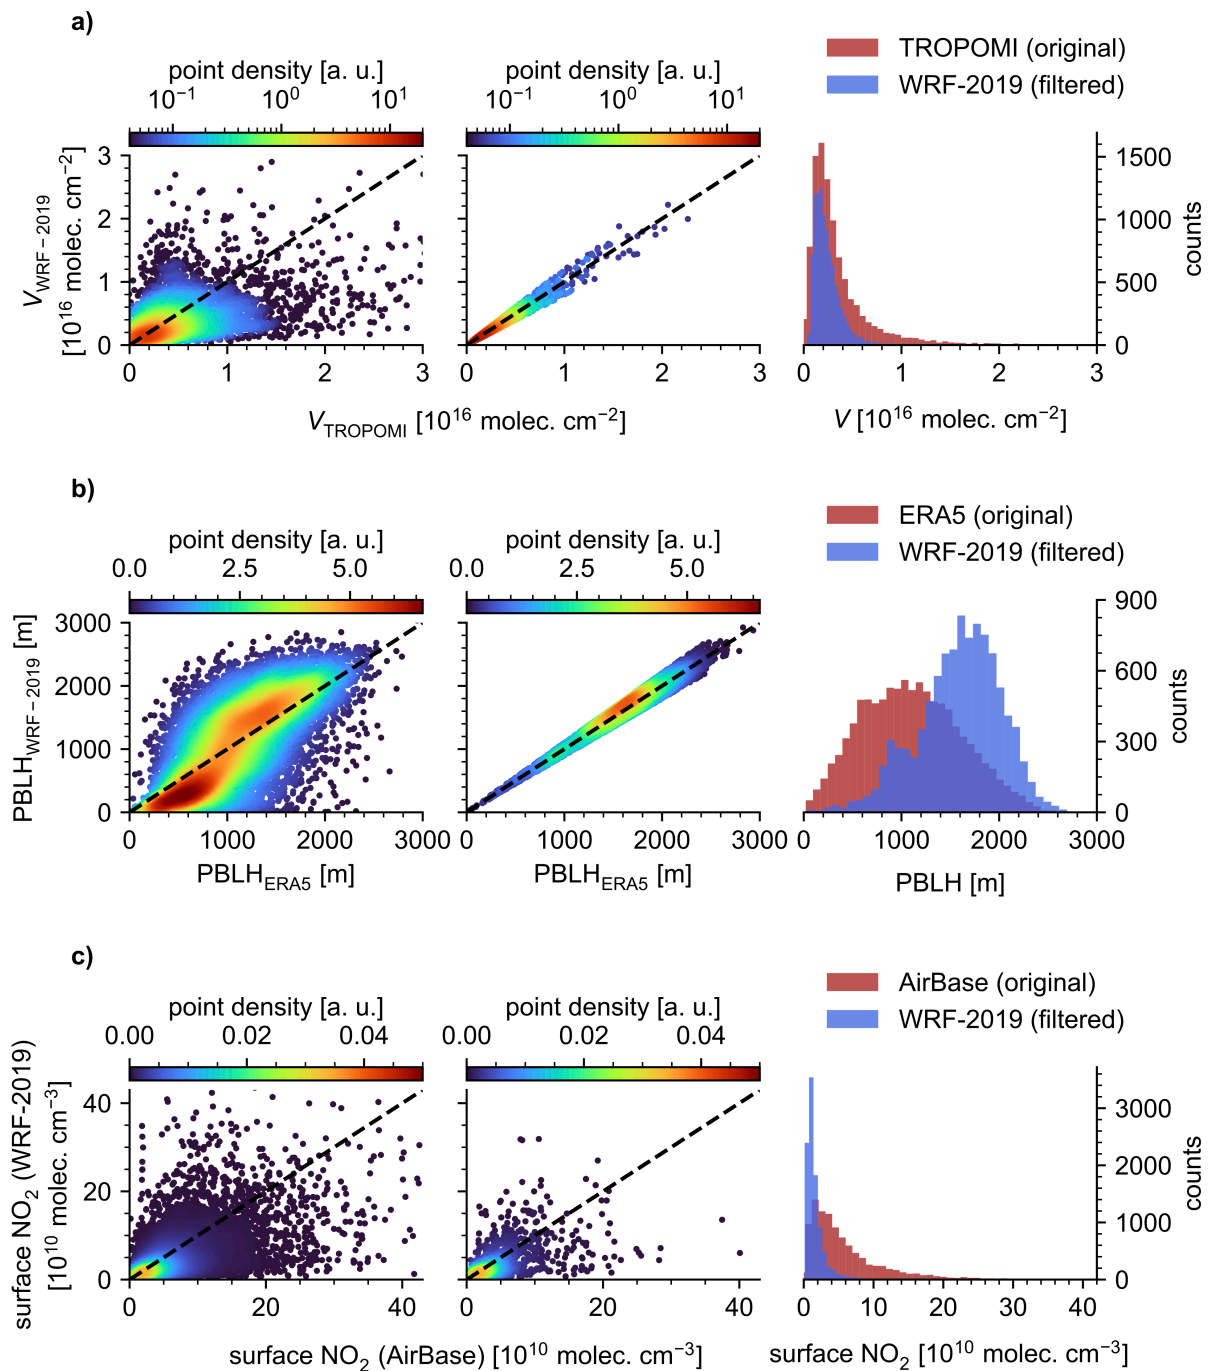 a)
TROPOMI (original)
WRF-2019 (filtered)
point density [a. u.] point density [a. u.]
10⁻¹ 10⁰ 10¹ 10⁻¹ 10⁰ 10¹
V_WRF − 2019
[10¹⁶ molec. cm⁻²]
3 2 1 0
0 1 2 3
0 1 2 3
V_TROPOMI [10¹⁶ molec. cm⁻²]
1500 1000 500 0
counts
0 1 2 3
V [10¹⁶ molec. cm⁻²]
b)
ERA5 (original)
WRF-2019 (filtered)
point density [a. u.] point density [a. u.]
0.0 2.5 5.0 0.0 2.5 5.0
PBLH_WRF − 2019 [m]
3000 2000 1000 0
0 1000 2000 3000
0 1000 2000 3000
PBLH_ERA5 [m] PBLH_ERA5 [m]
900 600 300 0
counts
0 1000 2000 3000
PBLH [m]
c)
AirBase (original)
WRF-2019 (filtered)
point density [a. u.] point density [a. u.]
0.00 0.02 0.04 0.00 0.02 0.04
surface NO₂ (WRF-2019)
[10¹⁰ molec. cm⁻³]
40 20 0
0 20 40
0 20 40
surface NO₂ (AirBase) [10¹⁰ molec. cm⁻³]
3000 2000 1000 0
counts
0 10 20 30 40
surface NO₂ [10¹⁰ molec. cm⁻³]